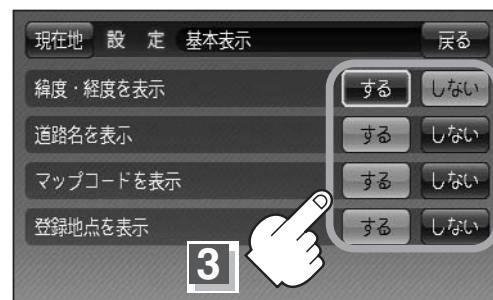 現在地 設 定 基本表示 戻る
緯度・経度を表示 する しない
道路名を表示 する しない
マップコードを表示 する しない
登録地点を表示 する しない
3